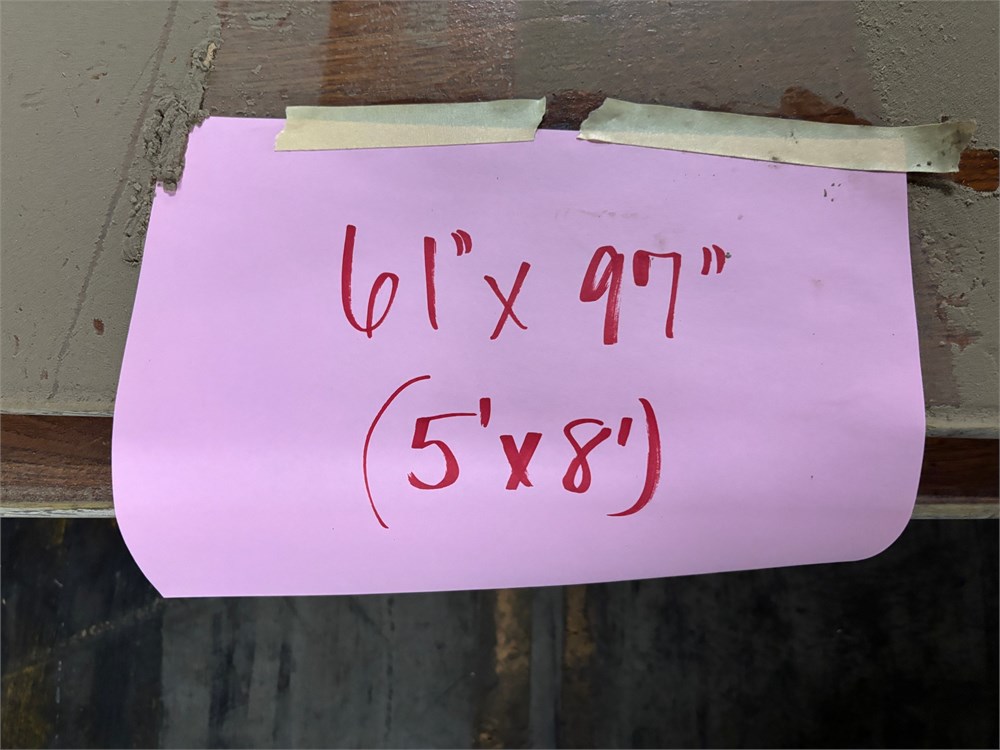 61" x 97"
(5' x 8')